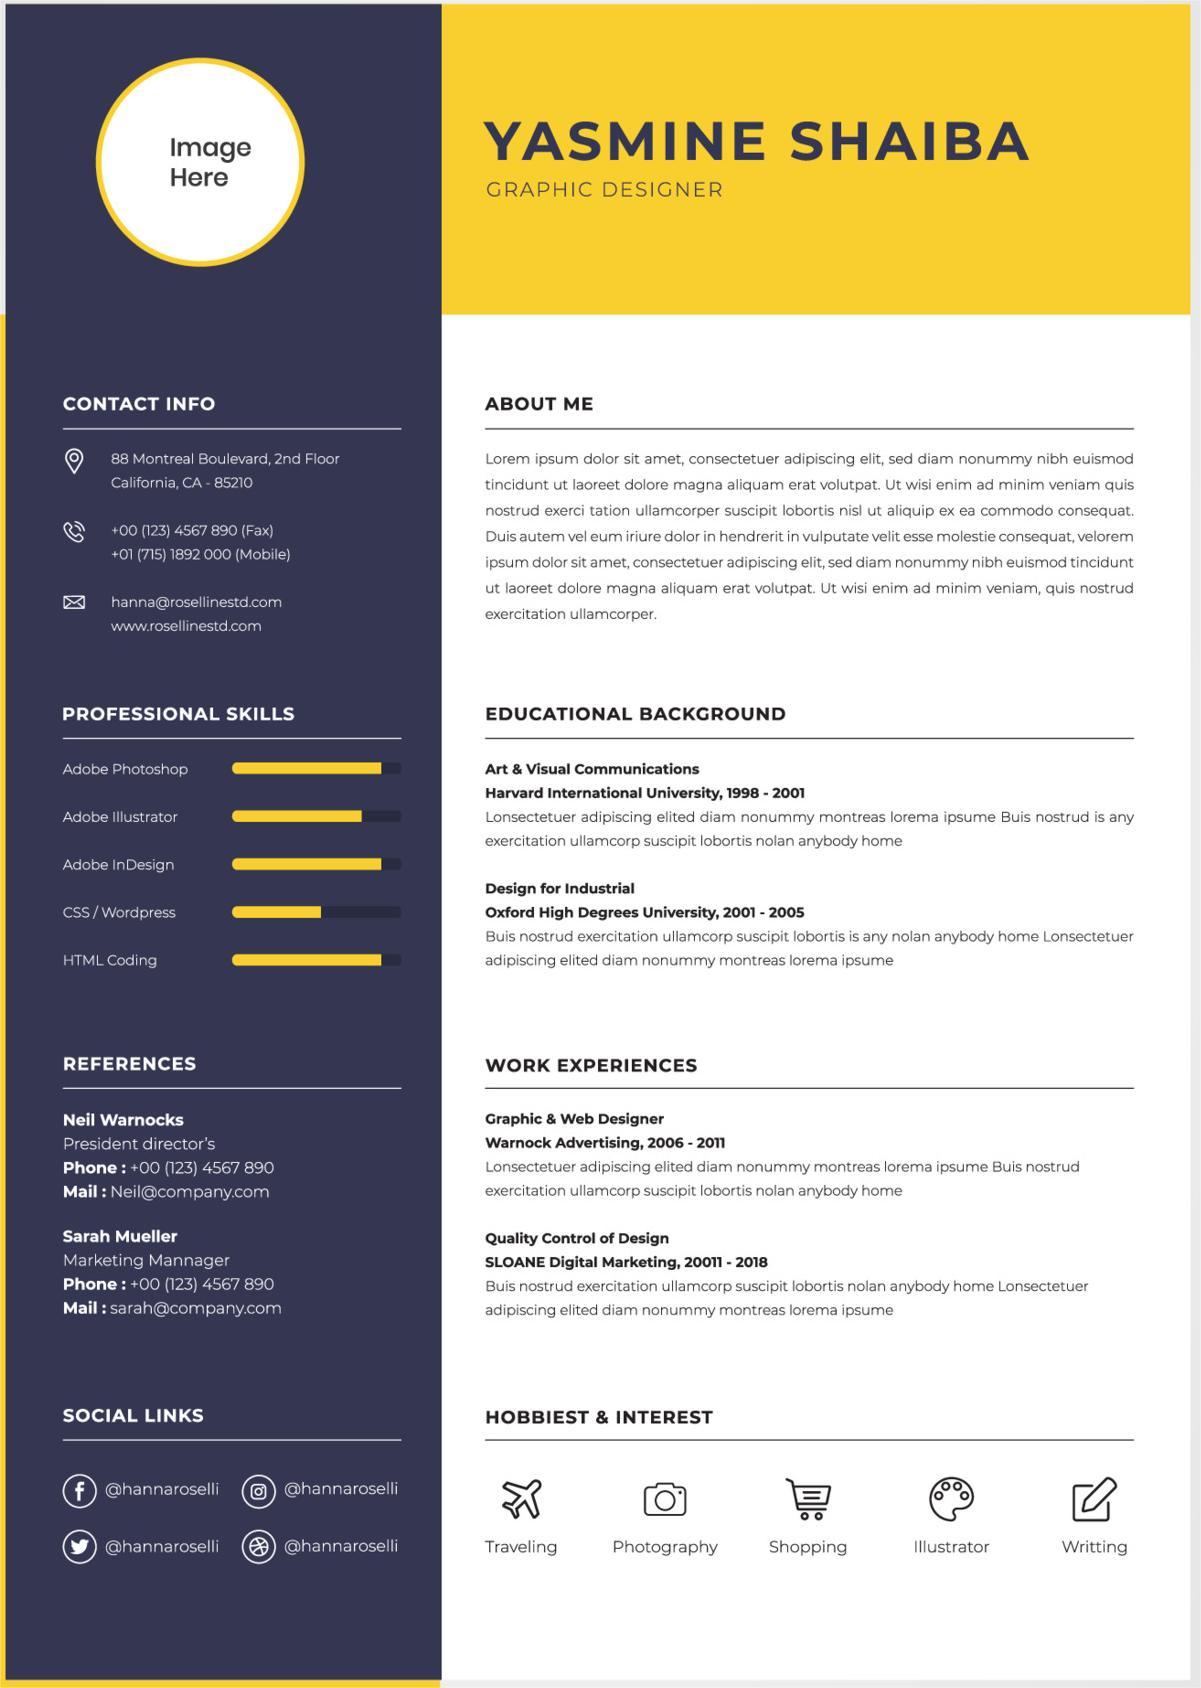 Image
Here
YASMINE SHAIBA
GRAPHIC DESIGNER
CONTACT INFO
88 Montreal Boulevard, 2nd Floor
California, CA - 85210
+00 (123) 4567 890 (Fax)
+01 (715) 1892 000 (Mobile)
hanna@rosellinestd.com
www.rosellinestd.com
PROFESSIONAL SKILLS
Adobe Photoshop
Adobe Illustrator
Adobe InDesign
CSS / Wordpress
HTML Coding
REFERENCES
Neil Warnocks
President director's
Phone : +00 (123) 4567 890
Mail : Neil@company.com
Sarah Mueller
Marketing Mannager
Phone : +00 (123) 4567 890
Mail : sarah@company.com
SOCIAL LINKS
@hannaroselli @hannaroselli
@hannaroselli @hannaroselli
ABOUT ME
Lorem ipsum dolor sit amet, consectetuer adipiscing elit, sed diam nonummy nibh euismod
tincidunt ut laoreet dolore magna aliquam erat volutpat. Ut wisi enim ad minim veniam quis
nostrud exerci tation ullamcorper suscipit lobortis nisl ut aliquip ex ea commodo consequat.
Duis autem vel eum iriure dolor in hendrerit in vulputate velit esse molestie consequat, velorem
ipsum dolor sit amet, consectetuer adipiscing elit, sed diam nonummy nibh euismod tincidunt
ut laoreet dolore magna aliquam erat volutpat. Ut wisi enim ad minim veniam, quis nostrud
exercitation ullamcorper.
EDUCATIONAL BACKGROUND
Art & Visual Communications
Harvard International University, 1998 - 2001
Lonsectetuer adipiscing elited diam nonummy montreas lorema ipsume Buis nostrud is any
exercitation ullamcorp suscipit lobortis nolan anybody home
Design for Industrial
Oxford High Degrees University, 2001 - 2005
Buis nostrud exercitation ullamcorp suscipit lobortis is any nolan anybody home Lonsectetuer
adipiscing elited diam nonummy montreas lorema ipsume
WORK EXPERIENCES
Graphic & Web Designer
Warnock Advertising, 2006 - 2011
Lonsectetuer adipiscing elited diam nonummy montreas lorema ipsume Buis nostrud
exercitation ullamcorp suscipit lobortis nolan anybody home
Quality Control of Design
SLOANE Digital Marketing, 20011 - 2018
Buis nostrud exercitation ullamcorp suscipit lobortis nolan anybody home Lonsectetuer
adipiscing elited diam nonummy montreas lorema ipsume
HOBBIEST & INTEREST
Traveling Photography Shopping Illustrator Writting